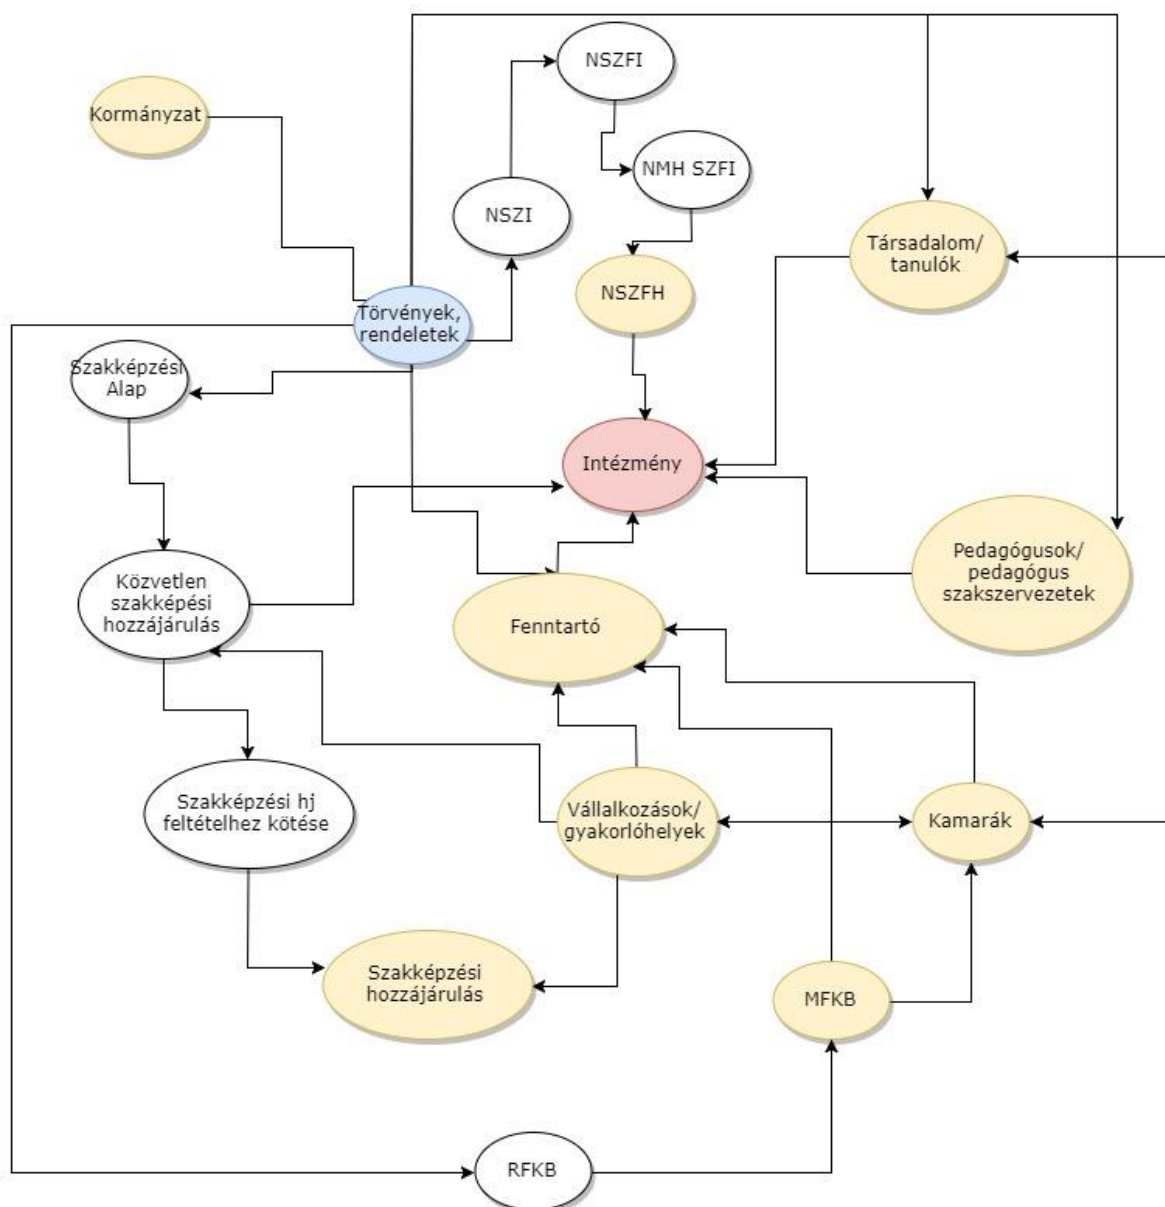 NSZFI
Kormányzat
NMH SZFI
NSZI
Társadalom/
tanulók
NSZFH
Törvények,
rendeletek
Szakképzési
Alap
Intézmény
Pedagógusok/
pedagógus
szakszervezetek
Közvetlen
szakképési
hozzájárulás
Fenntartó
Szakképzési hj
feltételhez kötése
Vállalkozások/
gyakorlóhelyek
Kamarák
Szakképzési
hozzájárulás
MFKB
RFKB